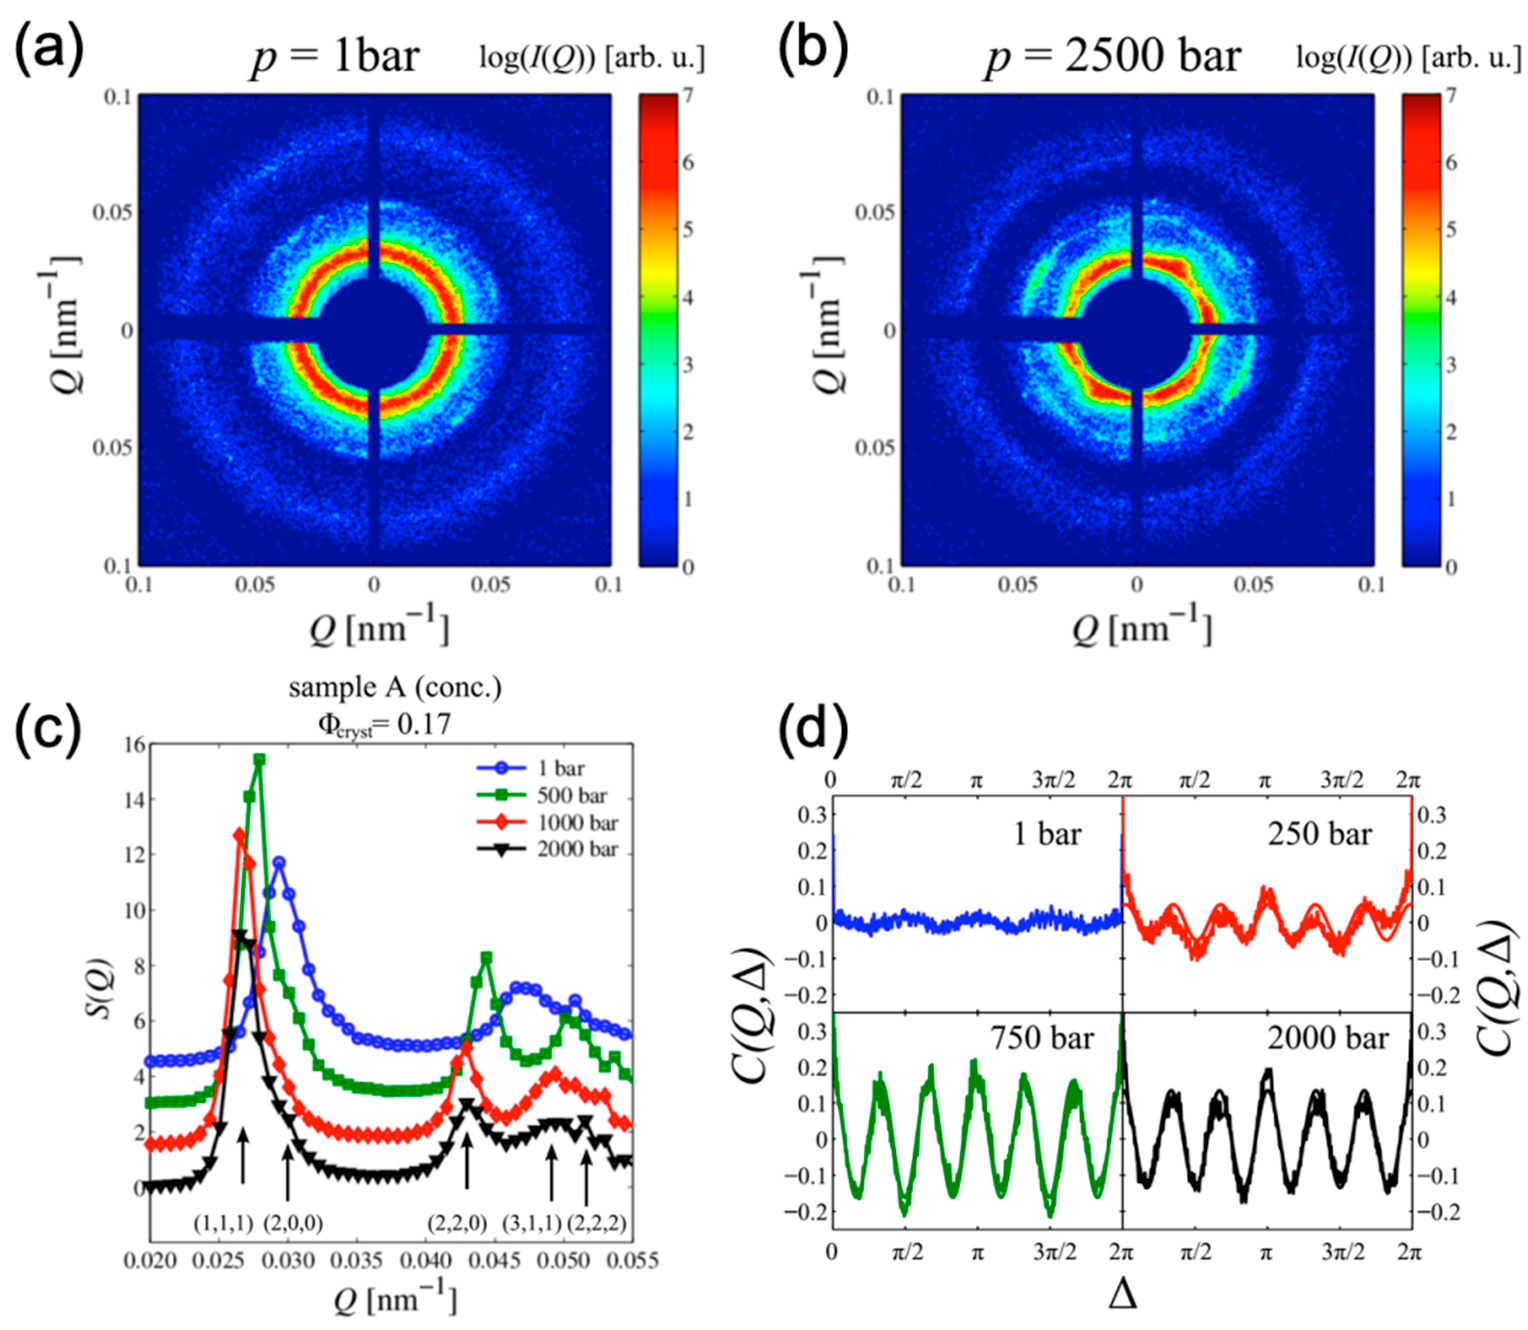 (a) p = 1bar log(I(Q)) [arb. u.]
0.1
0.05
0
0.05
0.1
Q [nm⁻¹]
0.1 0.05 0 0.05 0.1
Q [nm⁻¹]
7
6
5
4
3
2
1
0
(b) p = 2500 bar log(I(Q)) [arb. u.]
0.1
0.05
0
0.05
0.1
Q [nm⁻¹]
0.1 0.05 0 0.05 0.1
Q [nm⁻¹]
7
6
5
4
3
2
1
0
(c)
sample A (conc.)
Φcryst= 0.17
16
14
12
10
8
6
4
2
0
S(Q)
1 bar
500 bar
1000 bar
2000 bar
(1,1,1) (2,0,0) (2,2,0) (3,1,1) (2,2,2)
0.020 0.025 0.030 0.035 0.040 0.045 0.050 0.055
Q [nm⁻¹]
(d)
0 π/2 π 3π/2 2π π/2 π 3π/2 2π
0.3
0.2
0.1
0
−0.1
−0.2
1 bar
250 bar
0.3
0.2
0.1
0
−0.1
−0.2
C(Q,Δ)
C(Q,Δ)
0.3
0.2
0.1
0
−0.1
−0.2
750 bar
2000 bar
0.3
0.2
0.1
0
−0.1
−0.2
0 π/2 π 3π/2 2π π/2 π 3π/2 2π
Δ